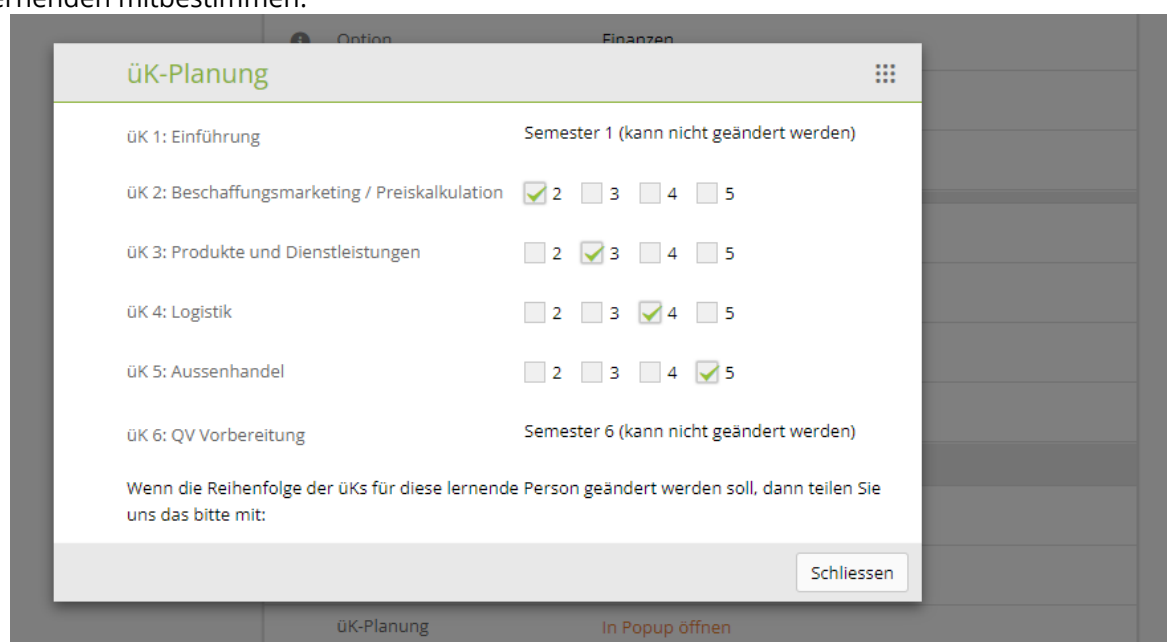 mitbestimmen.
Option Finanzen
üK-Planung
üK 1: Einführung Semester 1 (kann nicht geändert werden)
üK 2: Beschaffungsmarketing / Preiskalkulation 2 3 4 5
üK 3: Produkte und Dienstleistungen 2 3 4 5
üK 4: Logistik 2 3 4 5
üK 5: Aussenhandel 2 3 4 5
üK 6: QV Vorbereitung Semester 6 (kann nicht geändert werden)
Wenn die Reihenfolge der üKs für diese lernende Person geändert werden soll, dann teilen Sie
uns das bitte mit:
Schliessen
üK-Planung In Popup öffnen